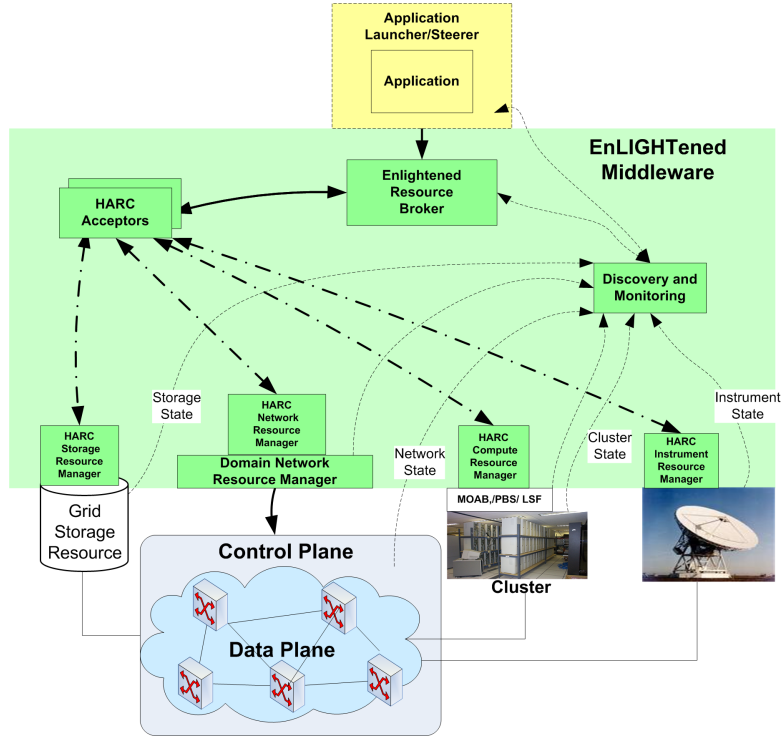 Application
Launcher/Steerer
Application
EnLIGHTened
Middleware
Enlightened
Resource
Broker
HARC
Acceptors
Discovery and
Monitoring
Storage
State
Instrument
State
HARC
Network
Resource
Manager
HARC
Storage
Resource
Manager
Network
State
HARC
Compute
Resource
Manager
Cluster
State
HARC
Instrument
Resource
Manager
Domain Network
Resource Manager
MOAB,/PBS/ LSF
Grid
Storage
Resource
Control Plane
Cluster
Data Plane